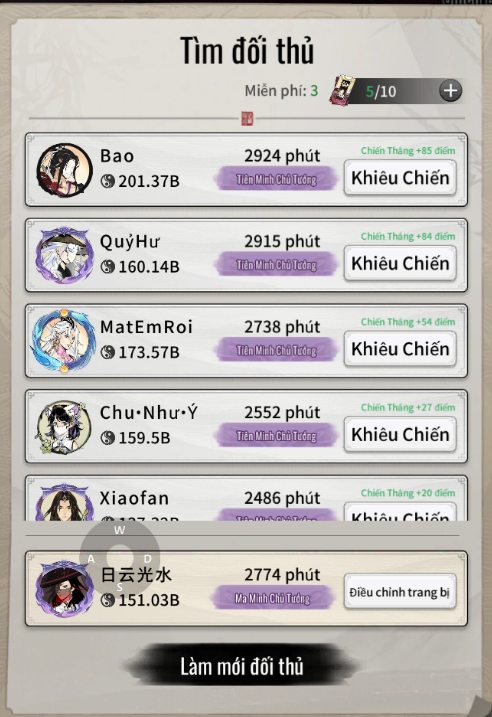 Tìm đối thủ
Miễn phí: 3 5/10 +
Chiến Thắng +85 điểm
Bao 2924 phút
201.37B Tiên Minh Chủ Tướng Khiêu Chiến
Chiến Thắng +84 điểm
QuỷHư 2915 phút
160.14B Tiên Minh Chủ Tướng Khiêu Chiến
Chiến Thắng +54 điểm
MatEmRoi 2738 phút
173.57B Tiên Minh Chủ Tướng Khiêu Chiến
Chiến Thắng +27 điểm
Chu•Như•Ý 2552 phút
159.5B Tiên Minh Chủ Tướng Khiêu Chiến
Chiến Thắng +20 điểm
Xiaofan 2486 phút
Tiên Minh Chủ Tướng Khiêu Chiến
W
A D
S
日云光水 2774 phút
151.03B Ma Minh Chủ Tướng Điều chỉnh trang bị
Làm mới đối thủ